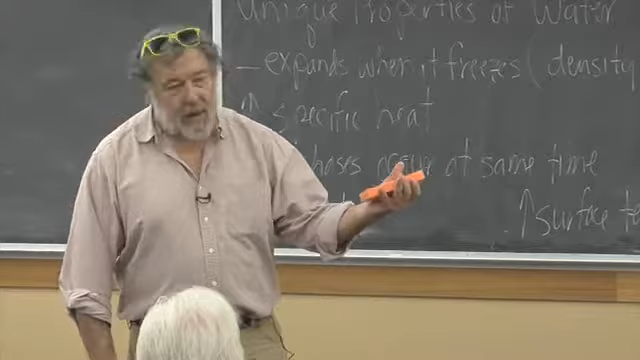 Unique Properties of Water
– expands when it freezes (density
↑ specific heat
phases occur at same time
↑ surface te